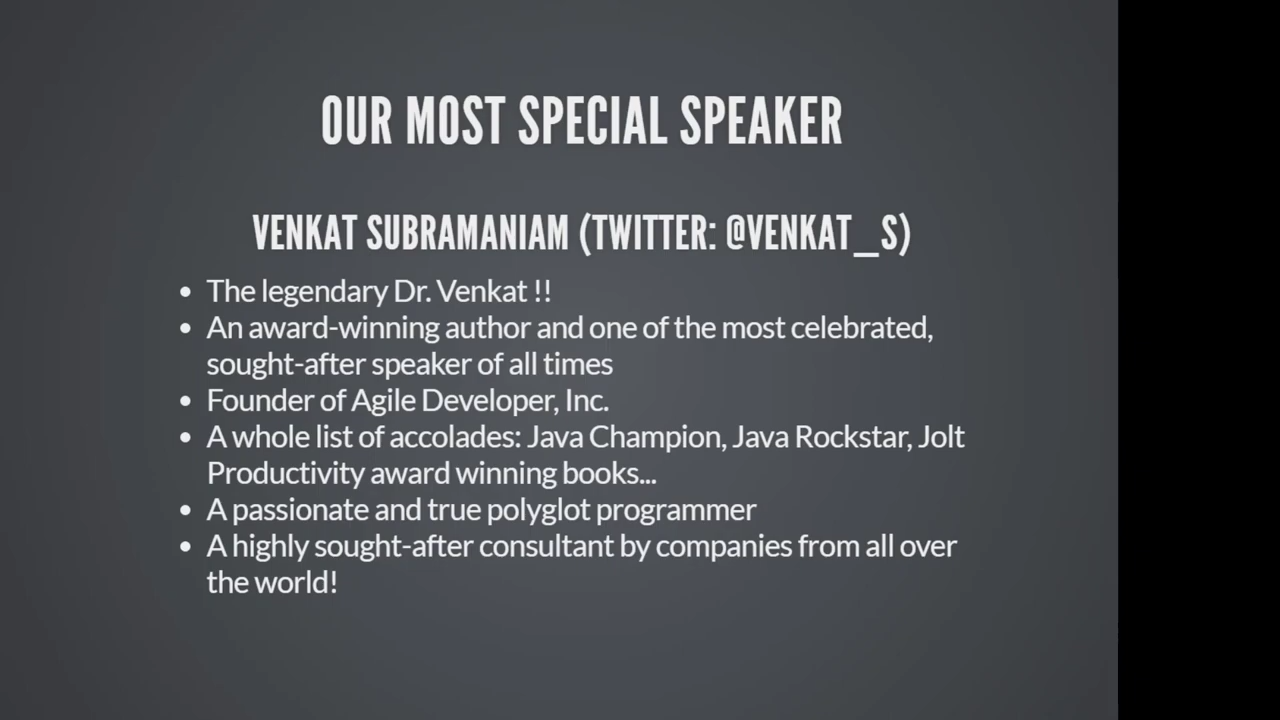 OUR MOST SPECIAL SPEAKER
VENKAT SUBRAMANIAM (TWITTER: @VENKAT_S)
• The legendary Dr. Venkat !!
• An award-winning author and one of the most celebrated,
sought-after speaker of all times
• Founder of Agile Developer, Inc.
• A whole list of accolades: Java Champion, Java Rockstar, Jolt
Productivity award winning books...
• A passionate and true polyglot programmer
• A highly sought-after consultant by companies from all over
the world!